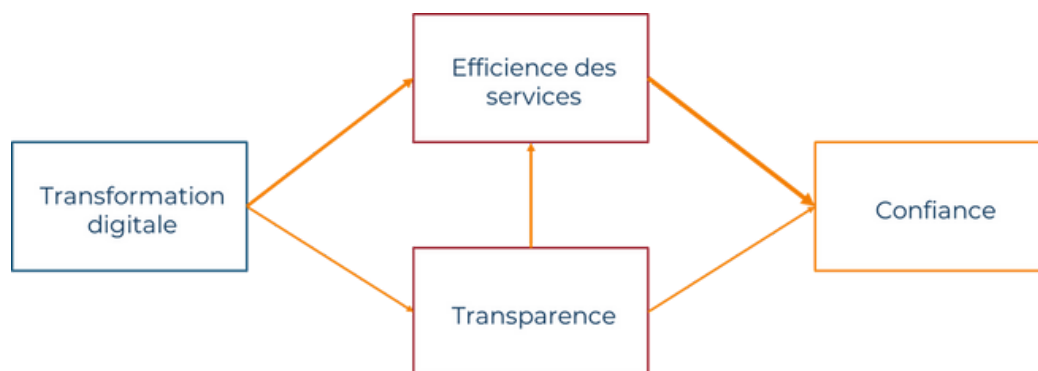 Efficience des
services
Transformation
digitale
Confiance
Transparence